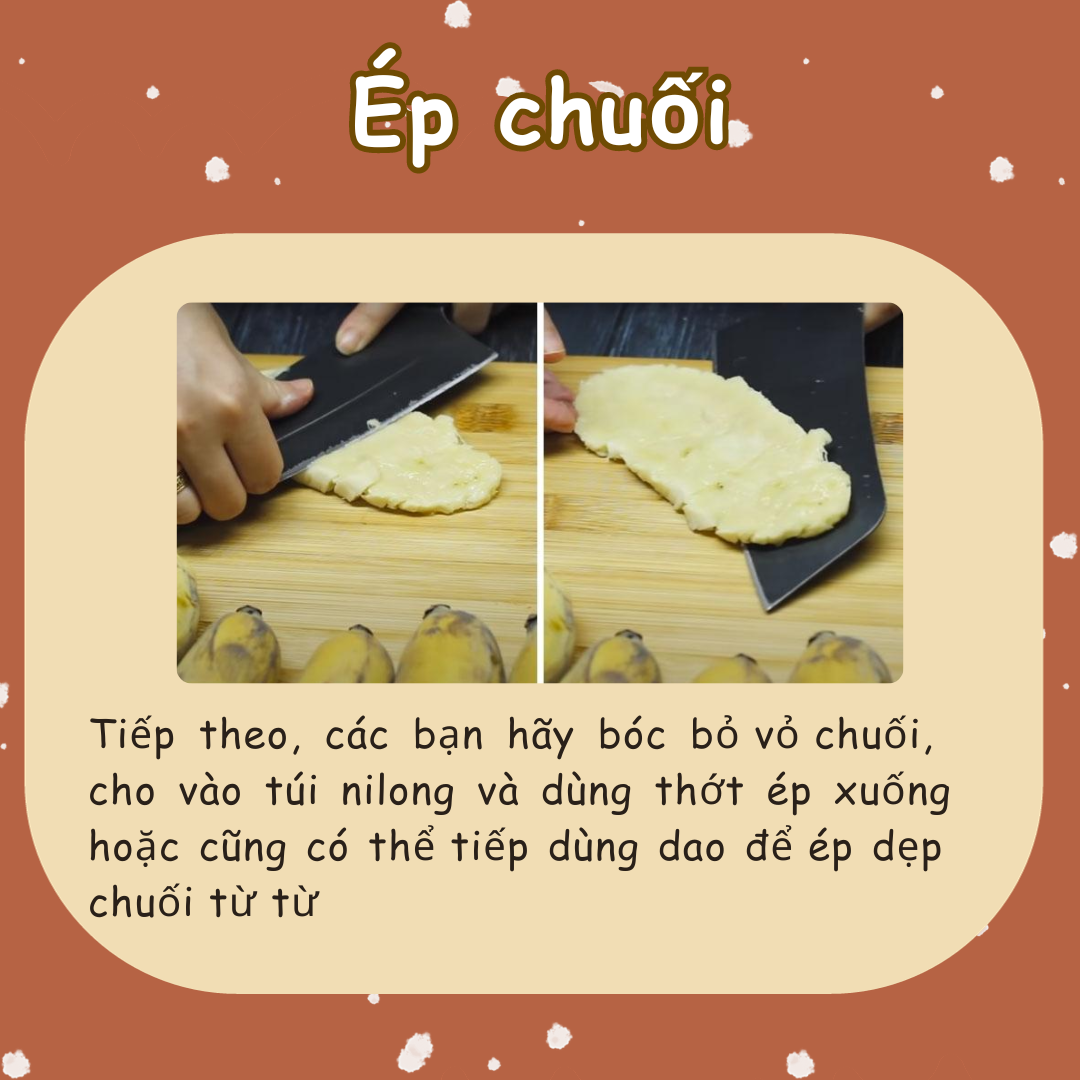 Ép chuối
Tiếp theo, các bạn hãy bóc bỏ vỏ chuối,
cho vào túi nilong và dùng thớt ép xuống
hoặc cũng có thể tiếp dùng dao để ép dẹp
chuối từ từ